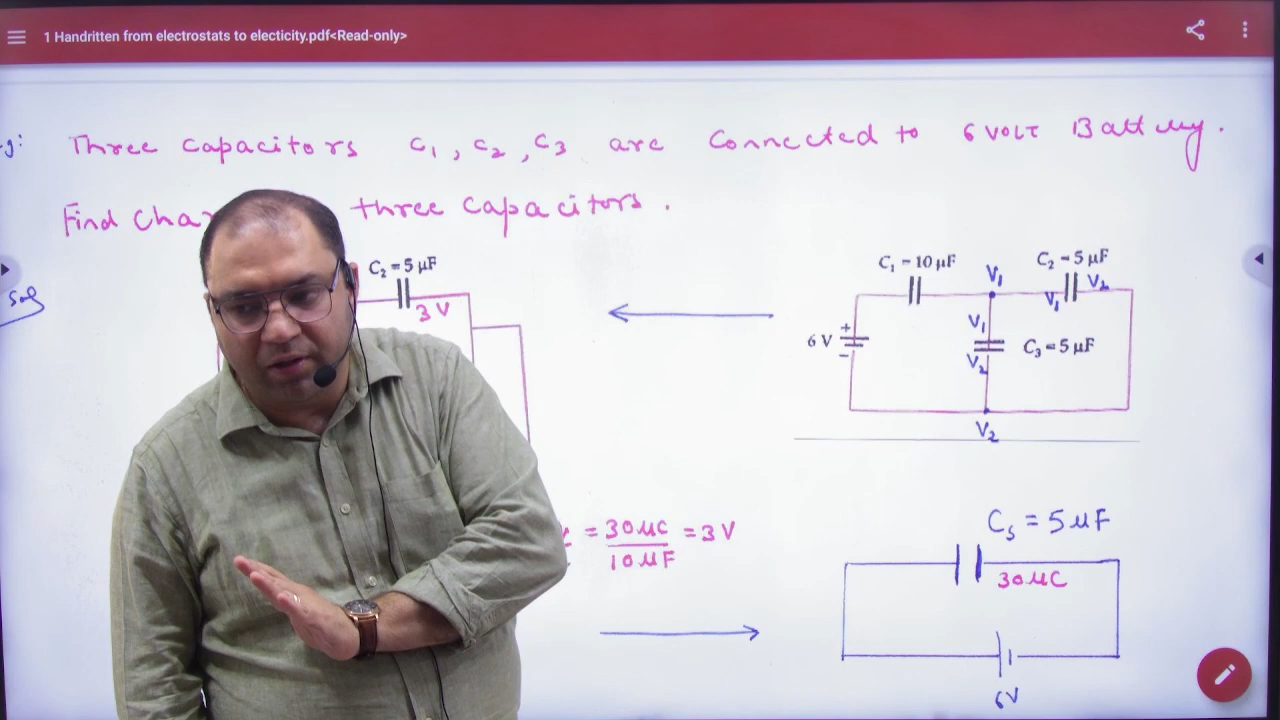 1 Handritten from electrostats to electicity.pdf<Read-only>
g: Three capacitors C₁, C₂, C₃ are connected to 6 volt Battery.
Find three capacitors.
Sol
C₂ = 5 μF
3 V
C₁ = 10 μF
V₁
C₂ = 5 μF
V₁
V₂
6 V
+
-
V₁
V₂
C₃ = 5 μF
V₂
= 30 μC / 10 μF = 3 V
Cₛ = 5 μF
30 μC
6V